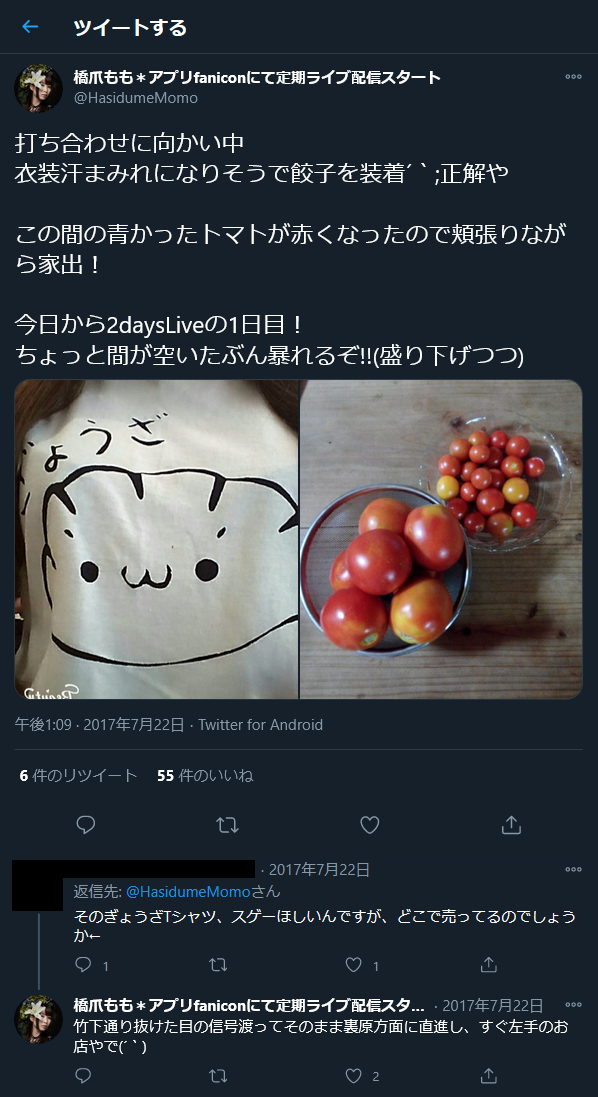 ツイートする
橋爪もも＊アプリfaniconにて定期ライブ配信スタート
@HasidumeMomo
打ち合わせに向かい中
衣装汗まみれになりそうで餃子を装着´ ` ;正解や
この間の青かったトマトが赤くなったので頬張りなが
ら家出！
今日から2daysLiveの1日目！
ちょっと間が空いたぶん暴れるぞ!!(盛り下げつつ)
ぎょうざ
Beauty
午後1:09 · 2017年7月22日 · Twitter for Android
6 件のリツイート 55 件のいいね
· 2017年7月22日
返信先: @HasidumeMomoさん
そのぎょうざTシャツ、スゲーほしいんですが、どこで売ってるのでしょう
か←
1 1
橋爪もも＊アプリfaniconにて定期ライブ配信スタ... · 2017年7月22日
竹下通り抜けた目の信号渡ってそのまま裏原方面に直進し、すぐ左手のお
店やで(´ ` )
2